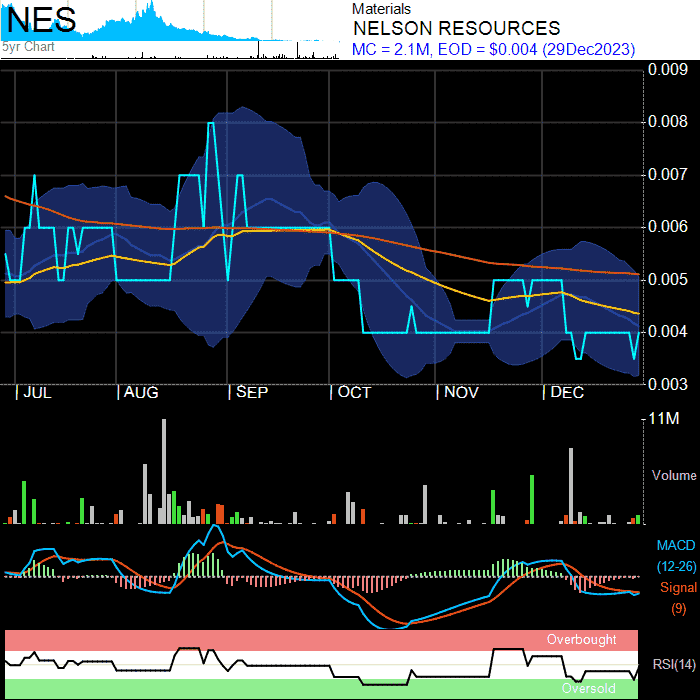 NES
5yr Chart
Materials
NELSON RESOURCES
MC = 2.1M, EOD = $0.004 (29Dec2023)
0.009
0.008
0.007
0.006
0.005
0.004
0.003
JUL AUG SEP OCT NOV DEC
11M
Volume
MACD
(12-26)
Signal
(9)
Overbought
RSI(14)
Oversold